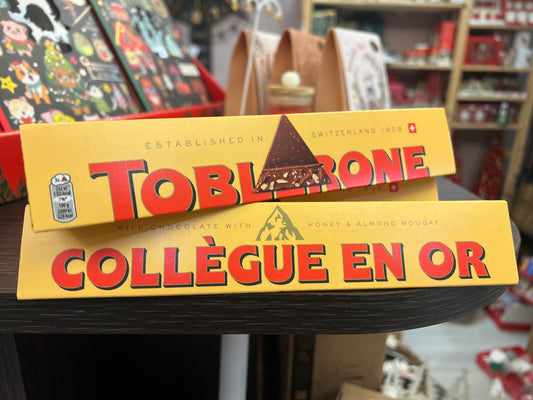 ESTABLISHED IN SWITZERLAND 1908
TOBLERONE
MILK CHOCOLATE WITH HONEY & ALMOND NOUGAT
COLLÈGUE EN OR